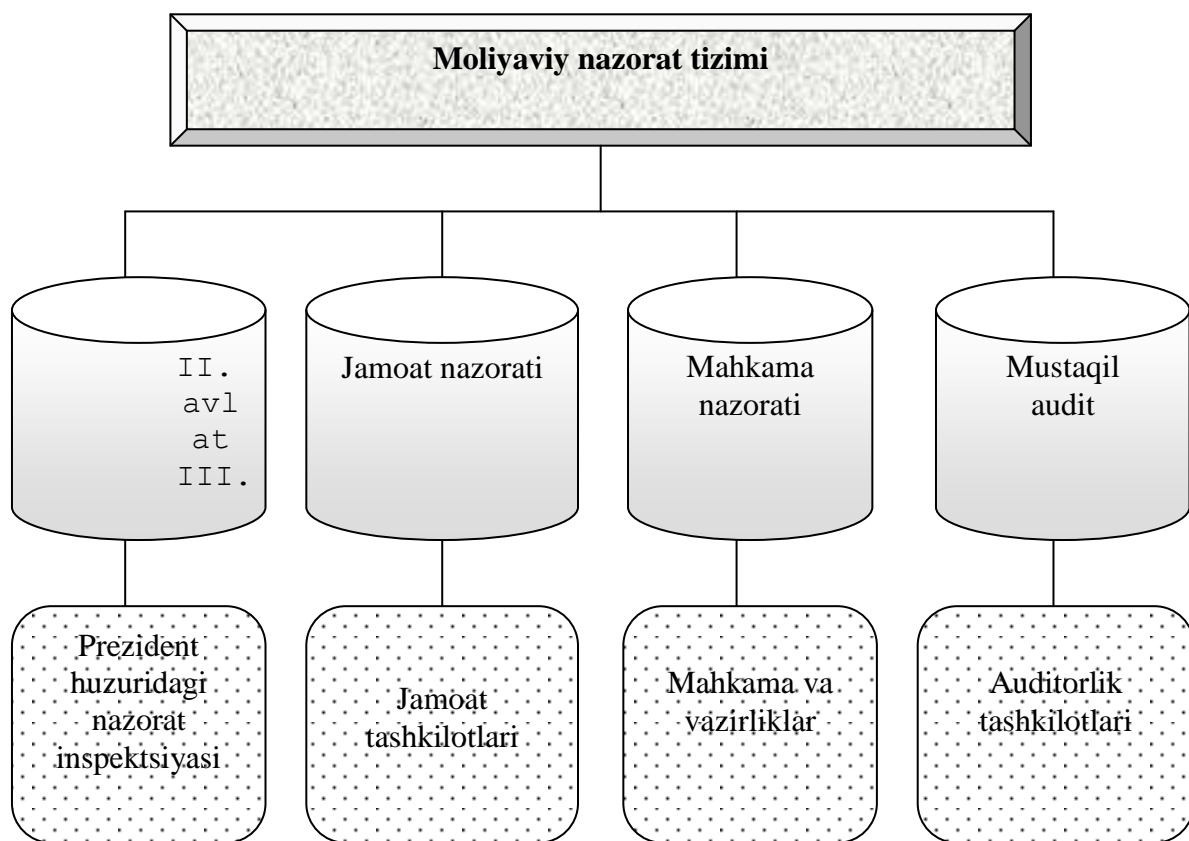 Moliyaviy nazorat tizimi
II.
avl
at
III.
Jamoat nazorati
Mahkama
nazorati
Mustaqil
audit
Prezident
huzuridagi
nazorat
inspektsiyasi
Jamoat
tashkilotlari
Mahkama va
vazirliklar
Auditorlik
tashkilotlari